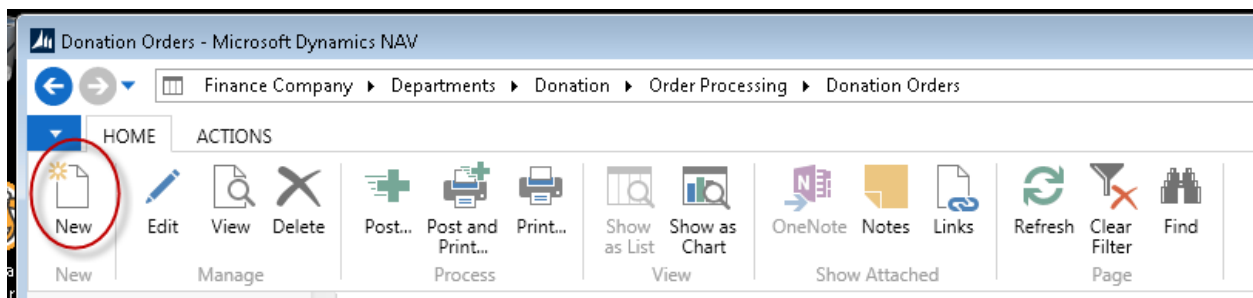 Donation Orders - Microsoft Dynamics NAV
Finance Company ▸ Departments ▸ Donation ▸ Order Processing ▸ Donation Orders
HOME ACTIONS
New Edit View Delete Post... Post and Print... Print... Show as List Show as Chart OneNote Notes Links Refresh Clear Filter Find
New Manage Process View Show Attached Page